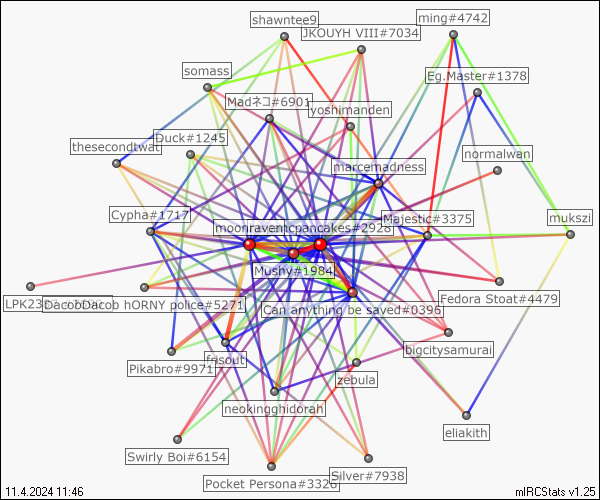 shawntee9
ming#4742
JKOUYH VIII#7034
somass
Eg.Master#1378
Madネコ#6901
yoshimanden
Duck#1245
thesecondtwat
normalwan
marcemadness
Cypha#1717
Majestic#3375
mukszi
moonraven
pancakes#2928
Mushy#1984
DacobDacob hORNY police#5271
Can anything be saved#0396
Fedora Stoat#4479
bigcitysamurai
Pikabro#9971
frisout
zebula
neokingghidorah
eliakith
Swirly Boi#6154
Pocket Persona#3326
Silver#7938
11.4.2024 11:46
mIRCStats v1.25